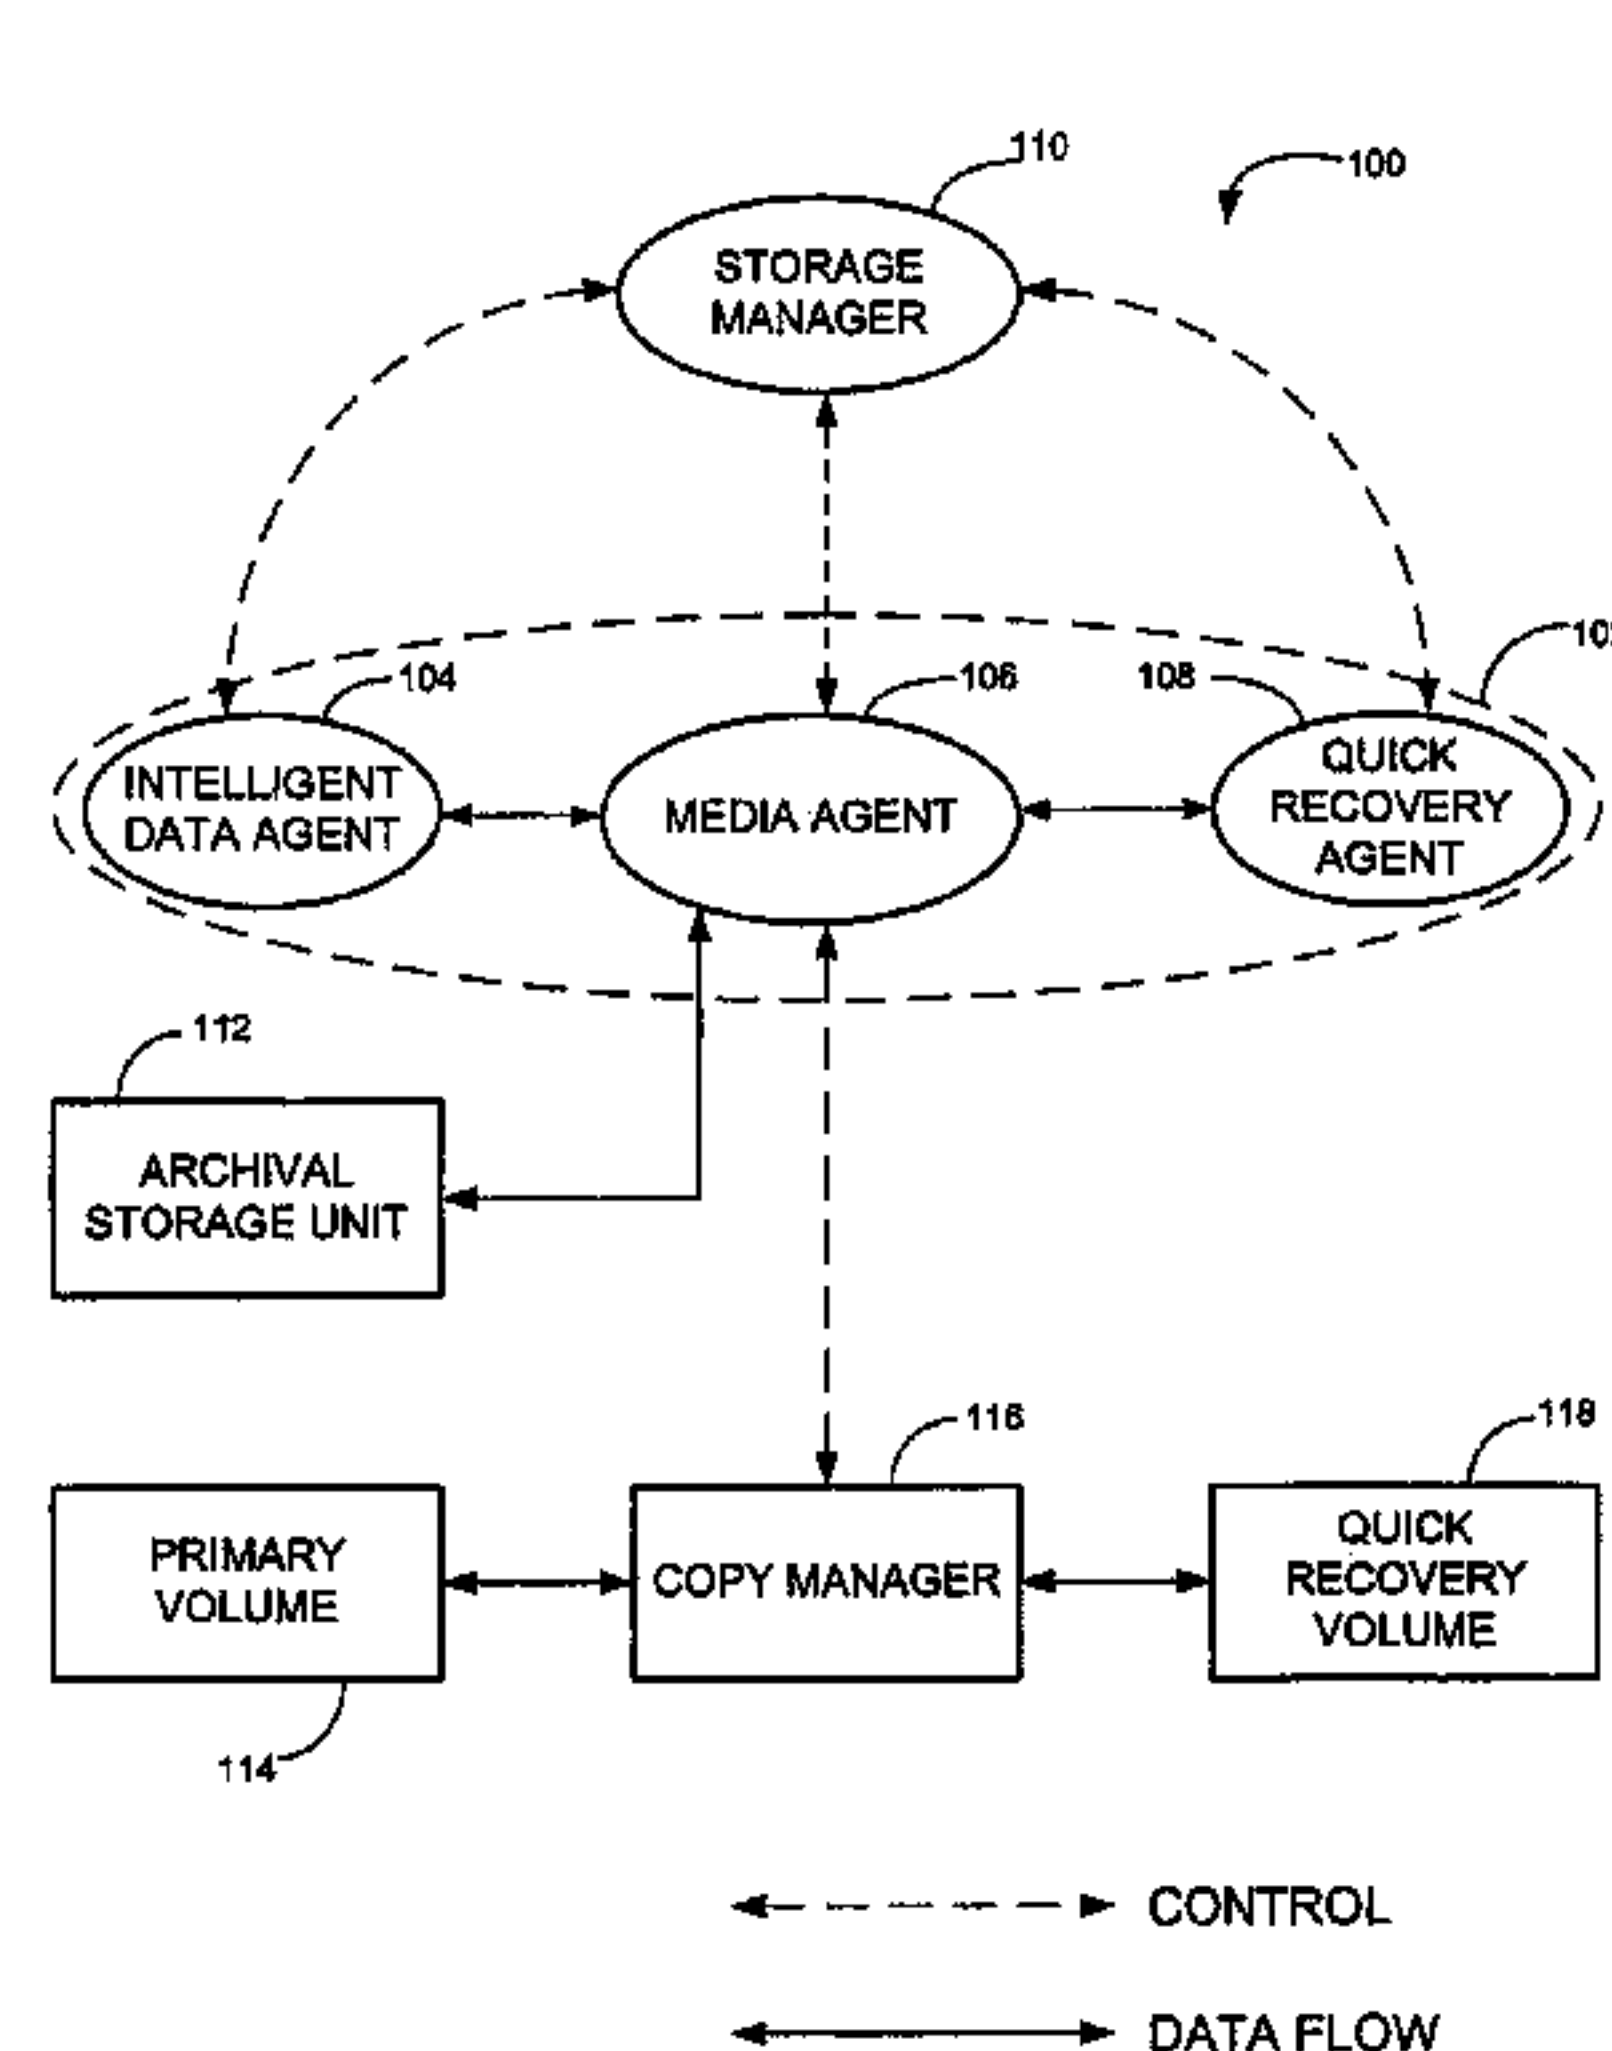 110
100
STORAGE
MANAGER
104
106
108
INTELLIGENT
DATA AGENT
MEDIA AGENT
QUICK
RECOVERY
AGENT
112
ARCHIVAL
STORAGE UNIT
116
118
PRIMARY
VOLUME
COPY MANAGER
QUICK
RECOVERY
VOLUME
114
CONTROL
DATA FLOW